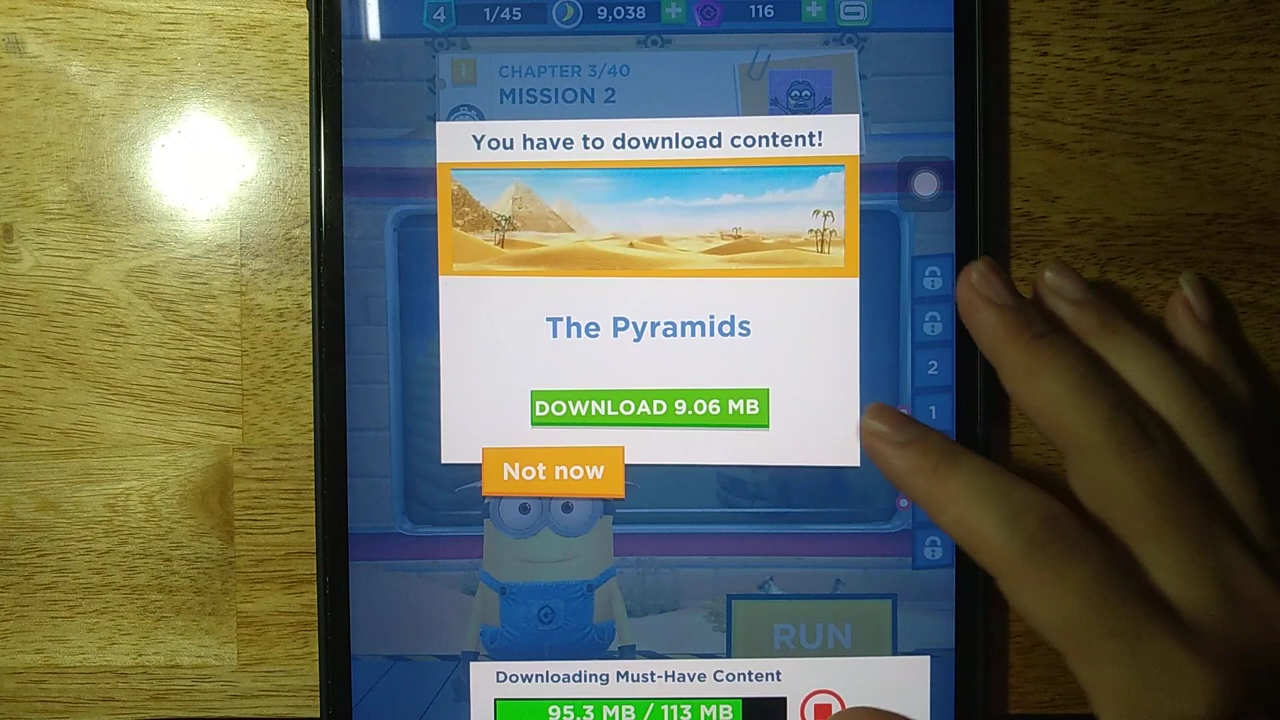 4 1/45 9,038 116
CHAPTER 3/40
MISSION 2
You have to download content!
The Pyramids
2
DOWNLOAD 9.06 MB
1
Not now
RUN
Downloading Must-Have Content
95.3 MB / 113 MB